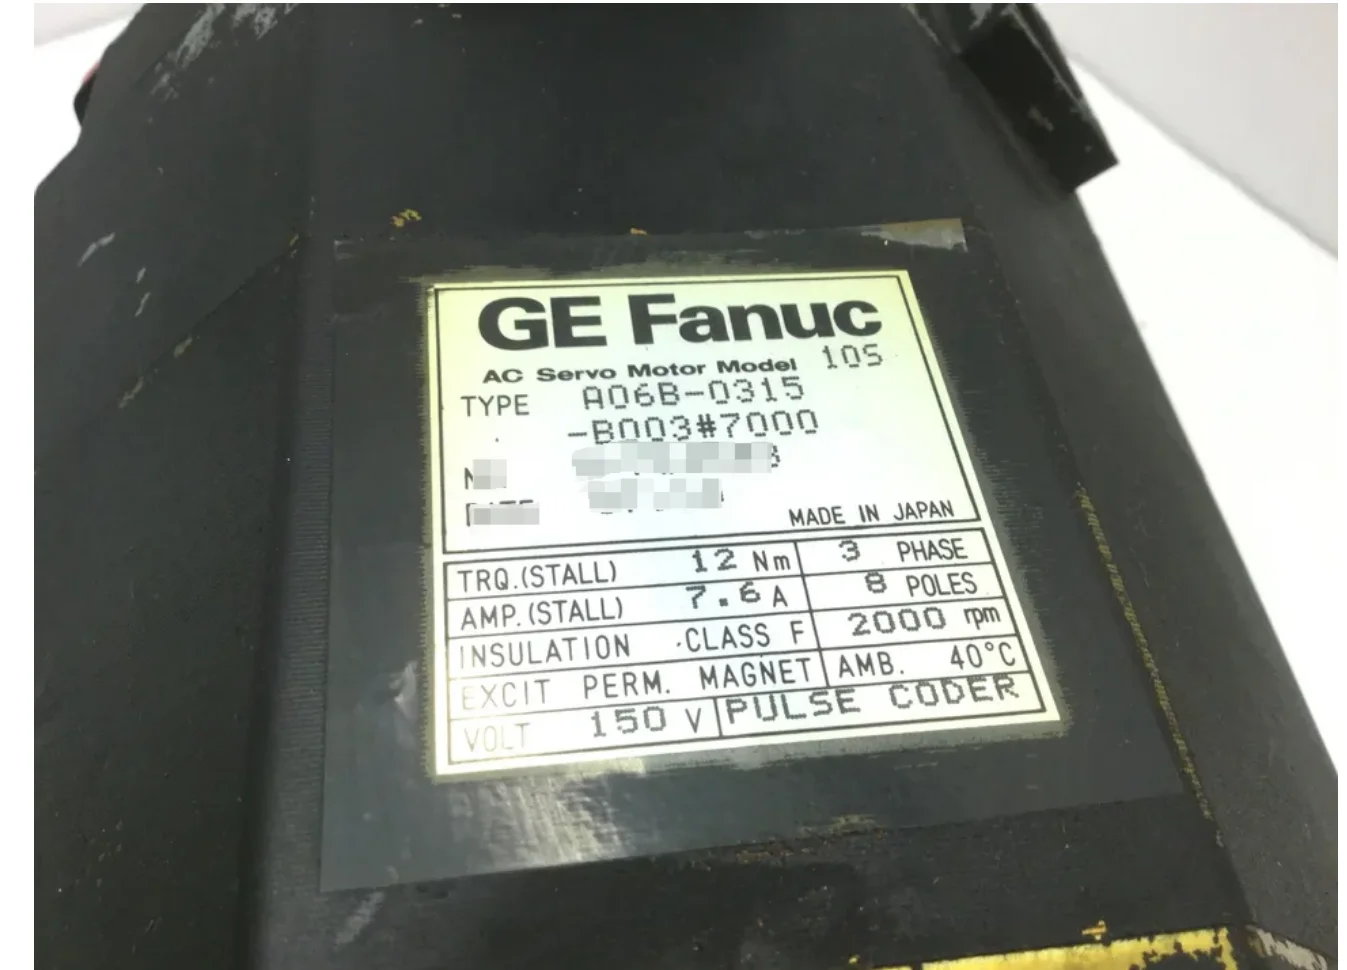 GE Fanuc
AC Servo Motor Model 10S
TYPE A06B-0315
-B003#7000
MADE IN JAPAN
TRQ.(STALL) 12 Nm 3 PHASE
AMP.(STALL) 7.6 A 8 POLES
INSULATION CLASS F 2000 rpm
EXCIT PERM. MAGNET AMB. 40°C
VOLT 150 V PULSE CODER